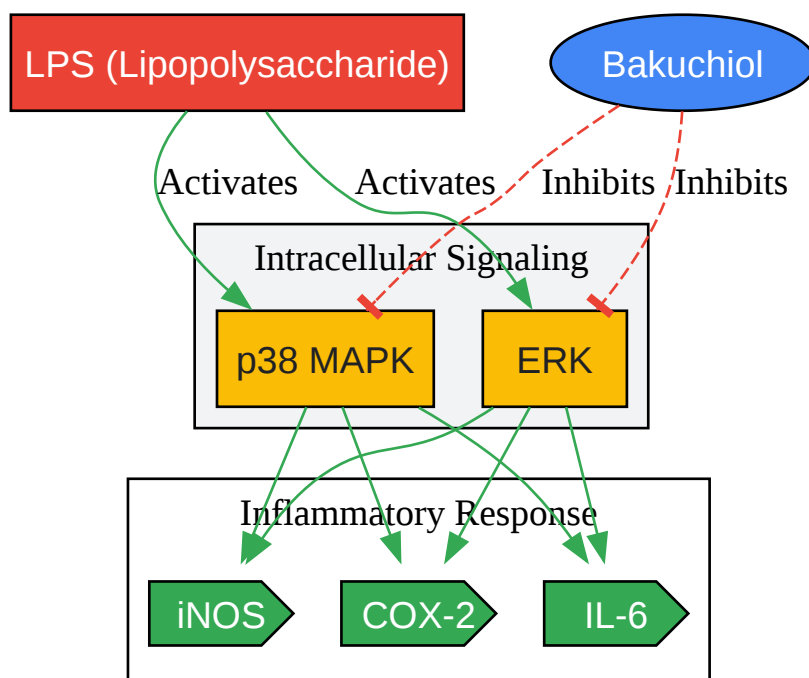 LPS (Lipopolysaccharide)
Bakuchiol
Activates
Activates
Inhibits
Inhibits
Intracellular Signaling
p38 MAPK
ERK
Inflammatory Response
iNOS
COX-2
IL-6